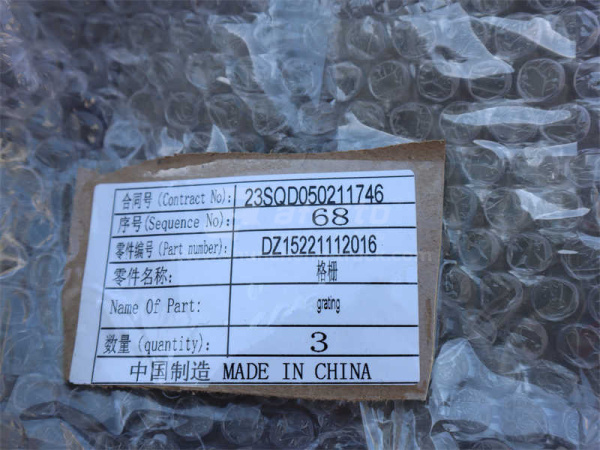 合同号(Contract No): 23SQD050211746
序号(Sequence No): 68
零件编号(Part number): DZ15221112016
零件名称: 格栅
Name Of Part: grating
数量(quantity): 3
中国制造 MADE IN CHINA